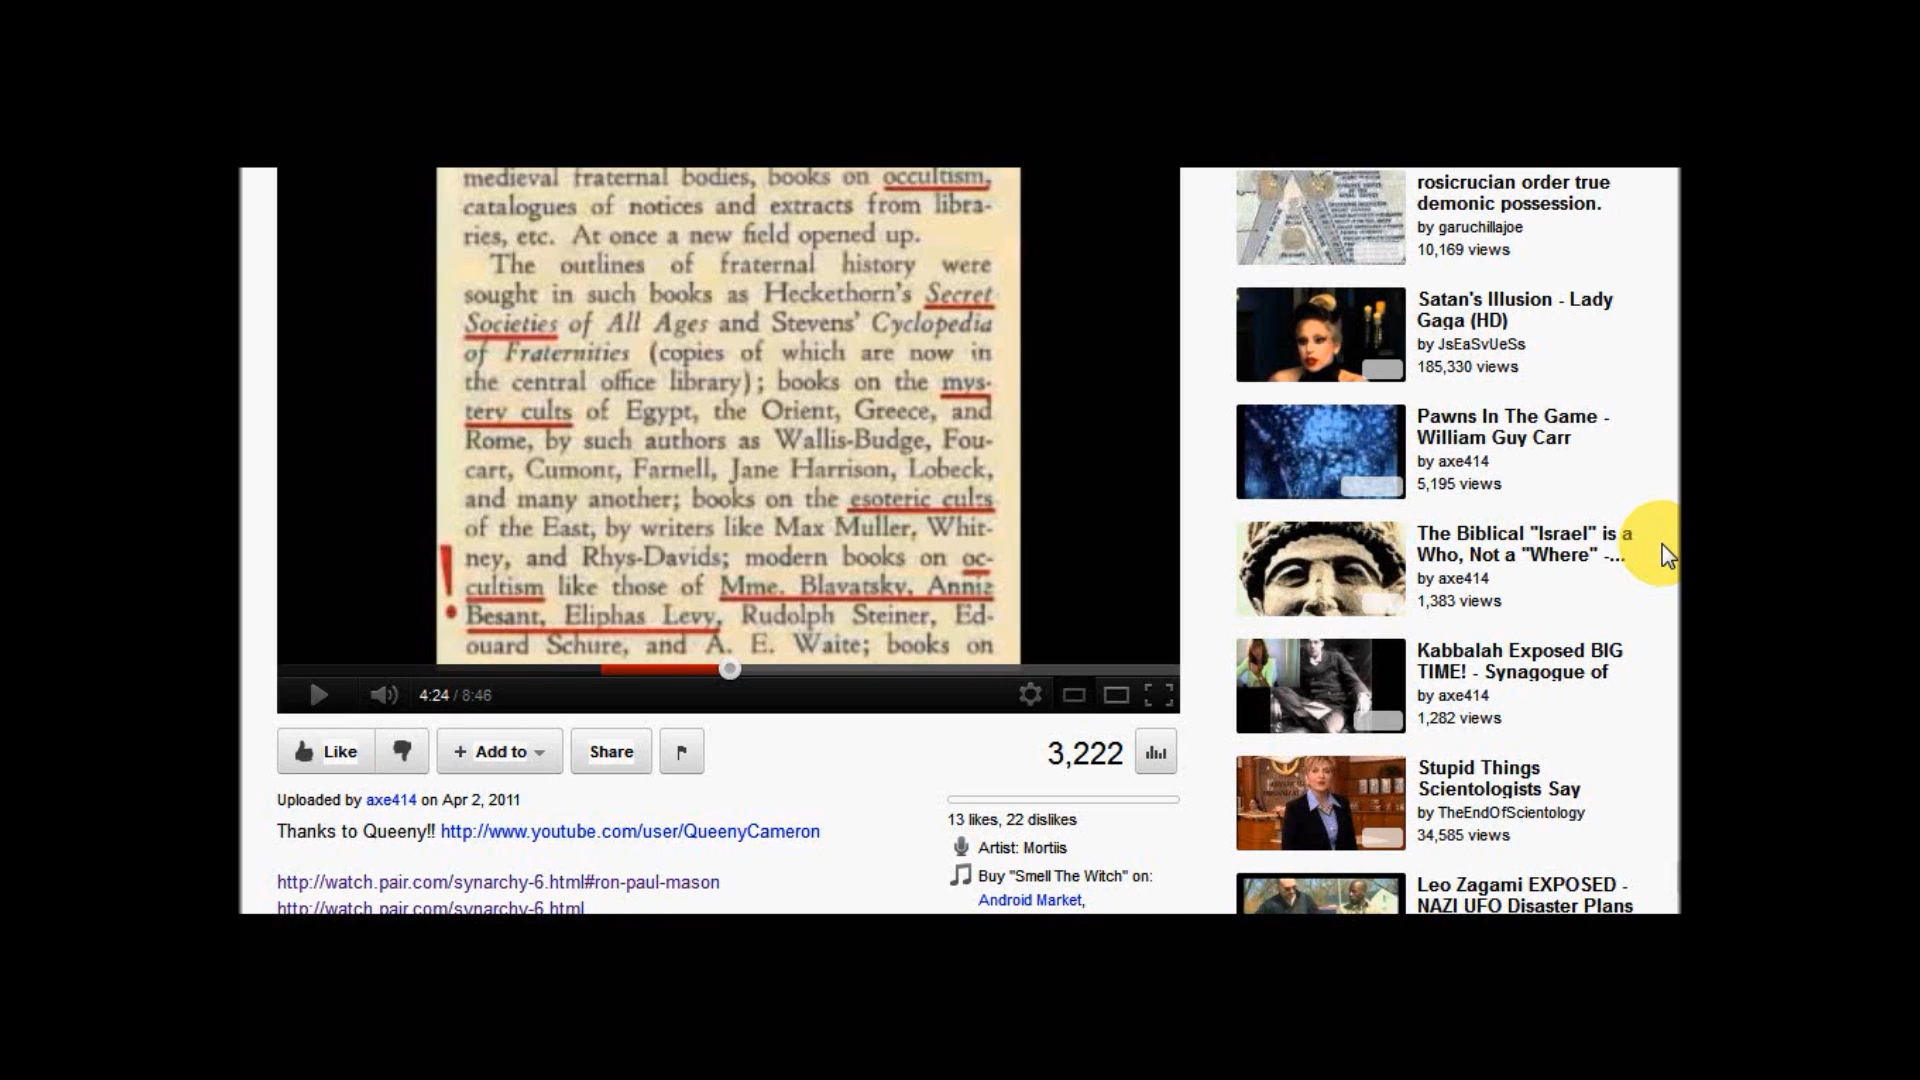 medieval fraternal bodies, books on occultism,
catalogues of notices and extracts from libra-
ries, etc. At once a new field opened up.
The outlines of fraternal history were
sought in such books as Heckethorn's Secret
Societies of All Ages and Stevens' Cyclopedia
of Fraternities (copies of which are now in
the central office library); books on the mys-
tery cults of Egypt, the Orient, Greece, and
Rome, by such authors as Wallis-Budge, Fou-
cart, Cumont, Farnell, Jane Harrison, Lobeck,
and many another; books on the esoteric cults
of the East, by writers like Max Muller, Whit-
ney, and Rhys-Davids; modern books on oc-
cultism like those of Mme. Blavatsky, Annie
Besant, Eliphas Levy, Rudolph Steiner, Ed-
ouard Schure, and A. E. Waite; books on
!
4:24 / 8:46
Like
+ Add to
Share
3,222
Uploaded by axe414 on Apr 2, 2011
Thanks to Queeny!! http://www.youtube.com/user/QueenyCameron
http://watch.pair.com/synarchy-6.html#ron-paul-mason
http://watch.pair.com/synarchy-6.html
13 likes, 22 dislikes
Artist: Mortiis
Buy "Smell The Witch" on:
Android Market,
rosicrucian order true
demonic possession.
by garuchillajoe
10,169 views
Satan's Illusion - Lady
Gaga (HD)
by JsEaSvUeSs
185,330 views
Pawns In The Game -
William Guy Carr
by axe414
5,195 views
The Biblical "Israel" is a
Who, Not a "Where" -...
by axe414
1,383 views
Kabbalah Exposed BIG
TIME! - Synagogue of
by axe414
1,282 views
Stupid Things
Scientologists Say
by TheEndOfScientology
34,585 views
Leo Zagami EXPOSED -
NAZI UFO Disaster Plans